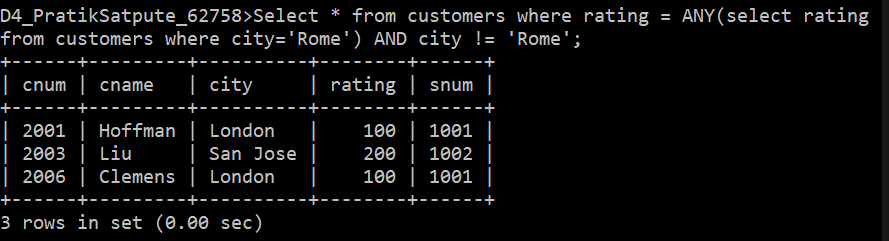 D4_PratikSatpute_62758>Select * from customers where rating = ANY(select rating
from customers where city='Rome') AND city != 'Rome';
+------+---------+----------+--------+------+
| cnum | cname   | city     | rating | snum |
+------+---------+----------+--------+------+
| 2001 | Hoffman | London   |    100 | 1001 |
| 2003 | Liu     | San Jose |    200 | 1002 |
| 2006 | Clemens | London   |    100 | 1001 |
+------+---------+----------+--------+------+
3 rows in set (0.00 sec)